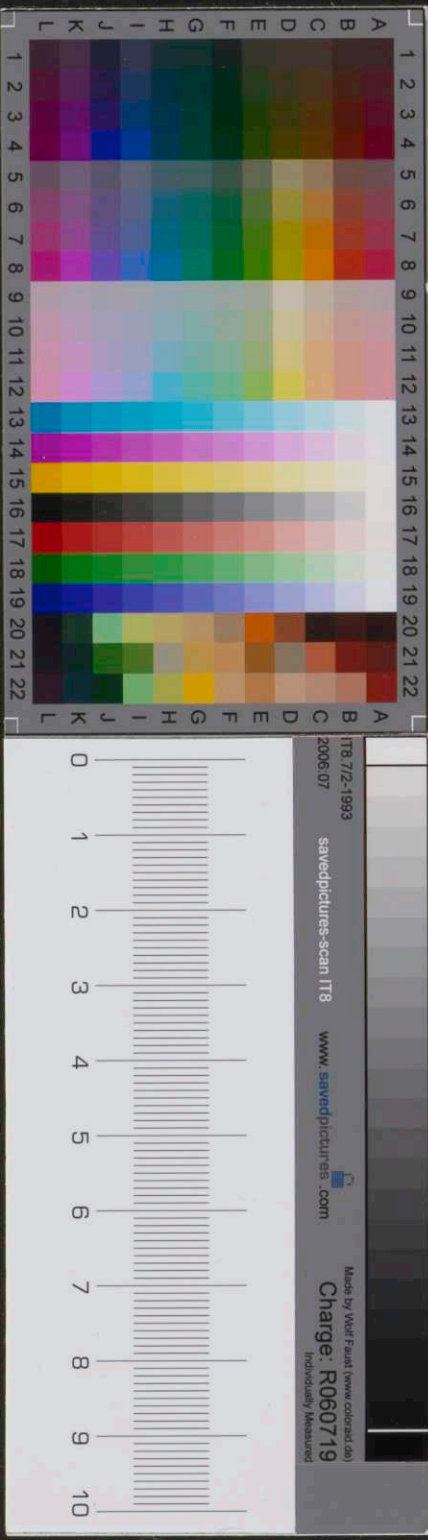 L K J I H G F E D C B A
1 1
2 2
3 3
4 4
5 5
6 6
7 7
8 8
9 9
10 10
11 11
12 12
13 13
14 14
15 15
16 16
17 17
18 18
19 19
20 20
21 21
22 22
L K J I H G F E D C B A
IT8.7/2-1993
2006:07
savedpictures-scan IT8
www.savedpictures.com
Made by Wolf Faust (www.coloraid.de)
Charge: R060719
Individually Measured
0 1 2 3 4 5 6 7 8 9 10